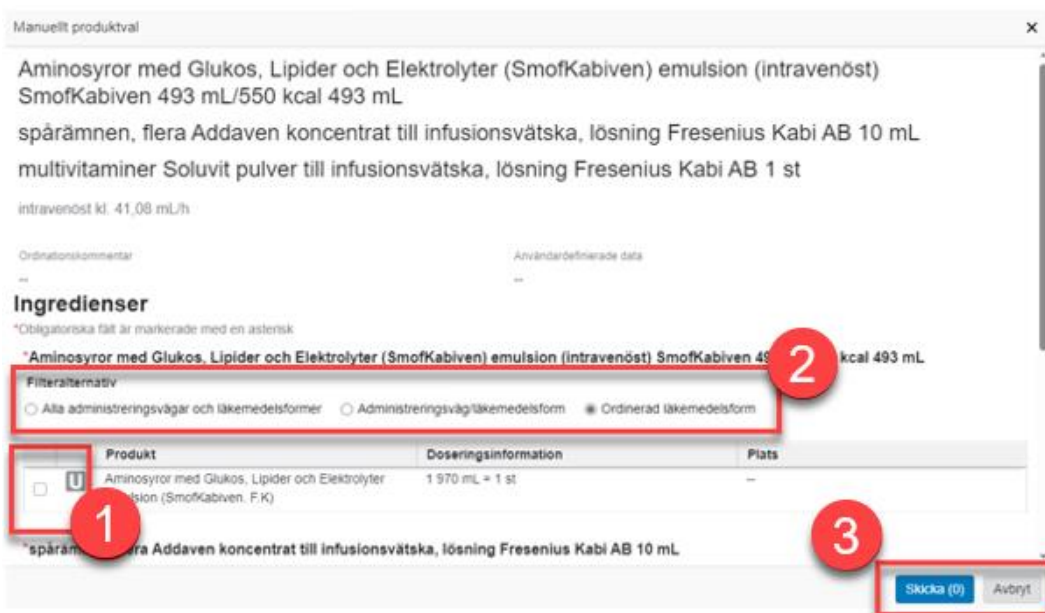 Manuellt produktval ×
Aminosyror med Glukos, Lipider och Elektrolyter (SmofKabiven) emulsion (intravenöst)
SmofKabiven 493 mL/550 kcal 493 mL
spårämnen, flera Addaven koncentrat till infusionsvätska, lösning Fresenius Kabi AB 10 mL
multivitaminer Soluvit pulver till infusionsvätska, lösning Fresenius Kabi AB 1 st
intravenöst kl. 41,08 mL/h
Ordinationskommentar Användardefinierade data
-- --
Ingredienser
*Obligatoriska fält är markerade med en asterisk
*Aminosyror med Glukos, Lipider och Elektrolyter (SmofKabiven) emulsion (intravenöst) SmofKabiven kcal 493 mL
2
Filteralternativ
Alla administreringsvägar och läkemedelsformer Administreringsväg/läkemedelsform Ordinerad läkemedelsform
Produkt Doseringsinformation Plats
U Aminosyror med Glukos, Lipider och Elektrolyter 1 970 mL = 1 st --
(SmofKabiven. F.K)
1
Addaven koncentrat till infusionsvätska, lösning Fresenius Kabi AB 10 mL
3
Skicka (0) Avbryt